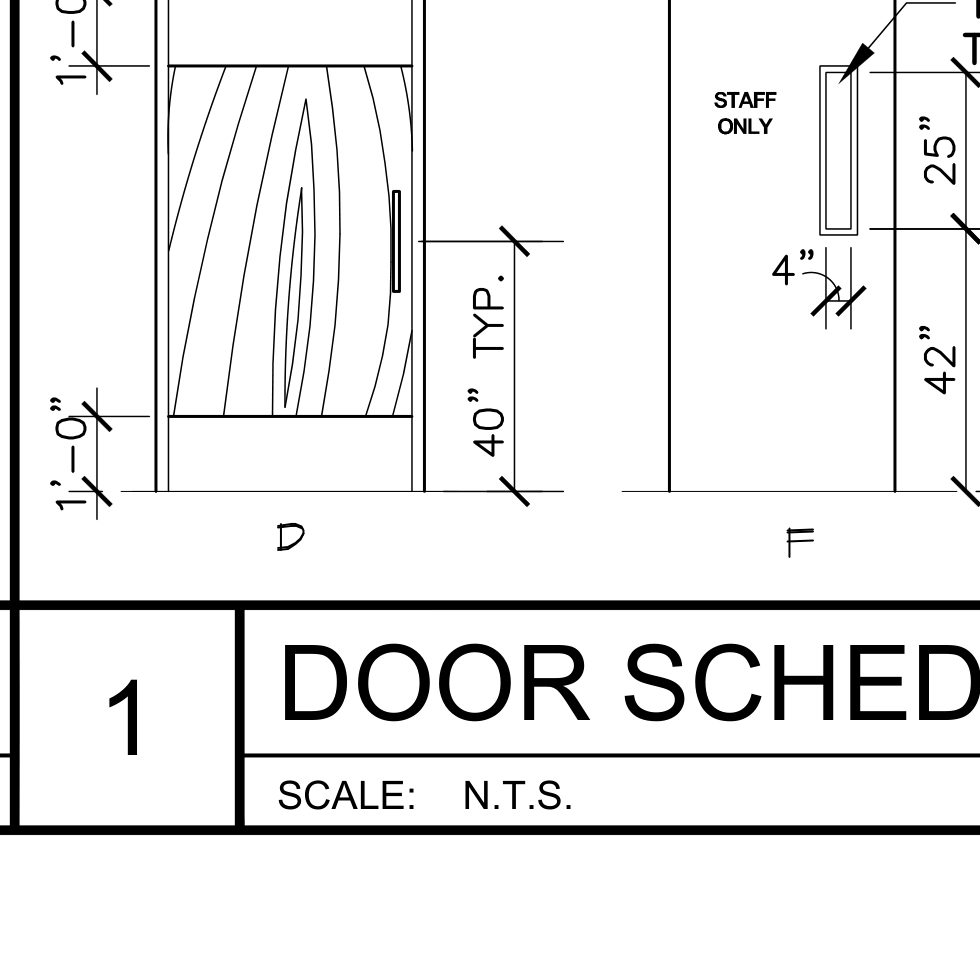 1'-0
STAFF
ONLY
25"
4"
40" TYP.
42"
1'-0"
D
F
1
DOOR SCHED
SCALE: N.T.S.